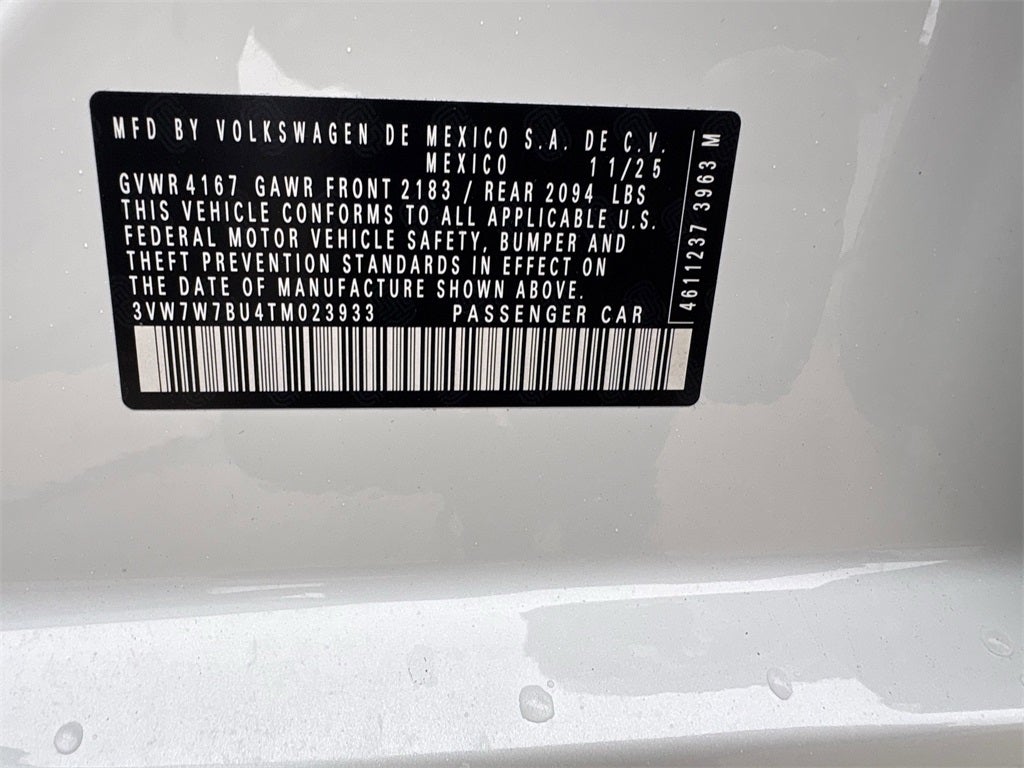 MFD BY VOLKSWAGEN DE MEXICO S.A. DE C.V.
MEXICO 11/25
GVWR 4167 GAWR FRONT 2183 / REAR 2094 LBS
THIS VEHICLE CONFORMS TO ALL APPLICABLE U.S.
FEDERAL MOTOR VEHICLE SAFETY, BUMPER AND
THEFT PREVENTION STANDARDS IN EFFECT ON
THE DATE OF MANUFACTURE SHOWN ABOVE.
3VW7W7BU4TM023933 PASSENGER CAR
4611237 3963 M